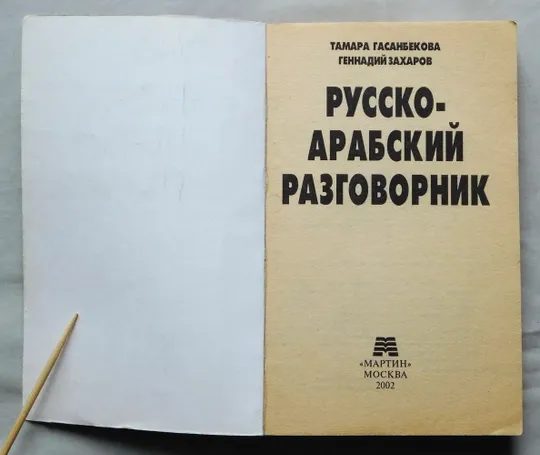 ТАМАРА ГАСАНБЕКОВА
ГЕННАДИЙ ЗАХАРОВ
РУССКО-
АРАБСКИЙ
РАЗГОВОРНИК
«МАРТИН»
МОСКВА
2002